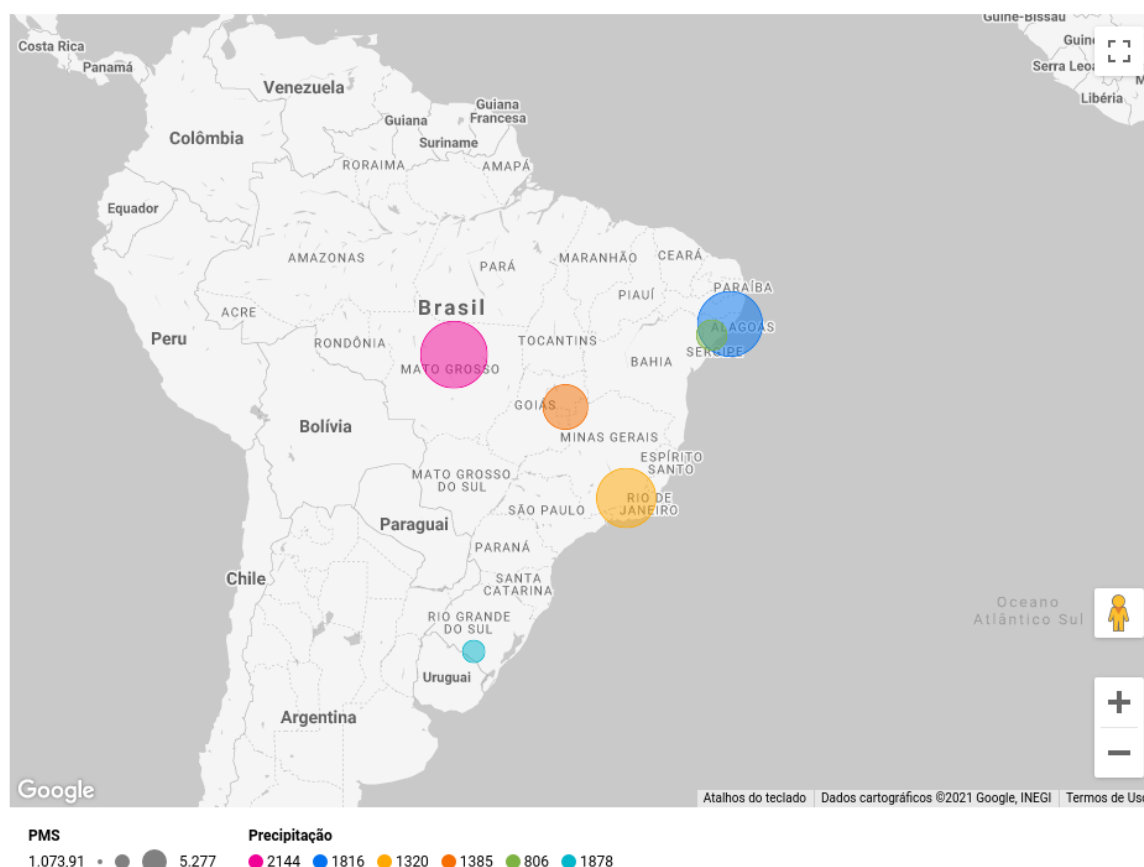 Guiné-Bissau
Costa Rica
Panamá
Venezuela
Guiana
Francesa
Guiana
Suriname
Colômbia
RORAIMA
AMAPÁ
Serra Leoa
Libéria
Equador
AMAZONAS
PARÁ
MARANHÃO
CEARÁ
PIAUÍ
PARAÍBA
Brasil
ACRE
Peru
RONDÔNIA
TOCANTINS
ALAGOAS
MATO GROSSO
BAHIA
SERGIPE
GOIÁS
Bolívia
MINAS GERAIS
ESPÍRITO
SANTO
MATO GROSSO
DO SUL
SÃO PAULO
RIO DE
JANEIRO
Paraguai
PARANÁ
Chile
SANTA
CATARINA
RIO GRANDE
DO SUL
Oceano
Atlântico Sul
Uruguai
Argentina
Google
Atalhos do teclado
Dados cartográficos ©2021 Google, INEGI
Termos de Uso
PMS
1.073.91
5.277
Precipitação
2144
1816
1320
1385
806
1878